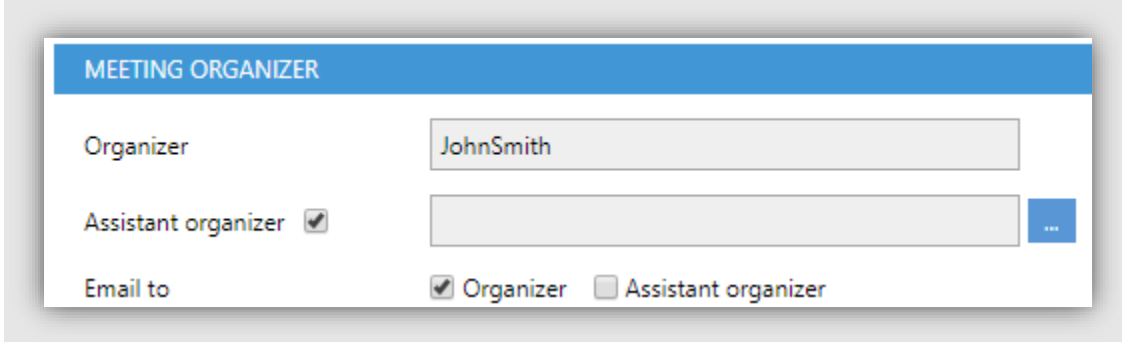 MEETING ORGANIZER
Organizer JohnSmith
Assistant organizer ...
Email to Organizer Assistant organizer